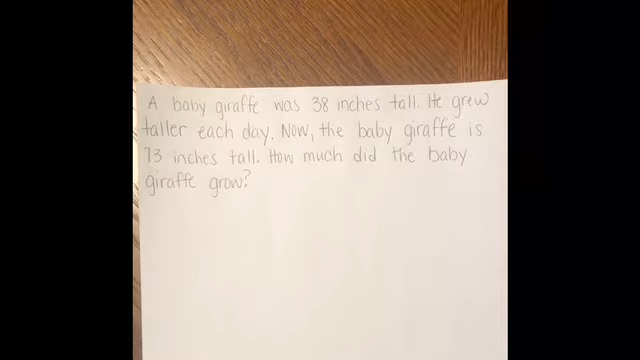 A baby giraffe was 38 inches tall. He grew
taller each day. Now, the baby giraffe is
73 inches tall. How much did the baby
giraffe grow?